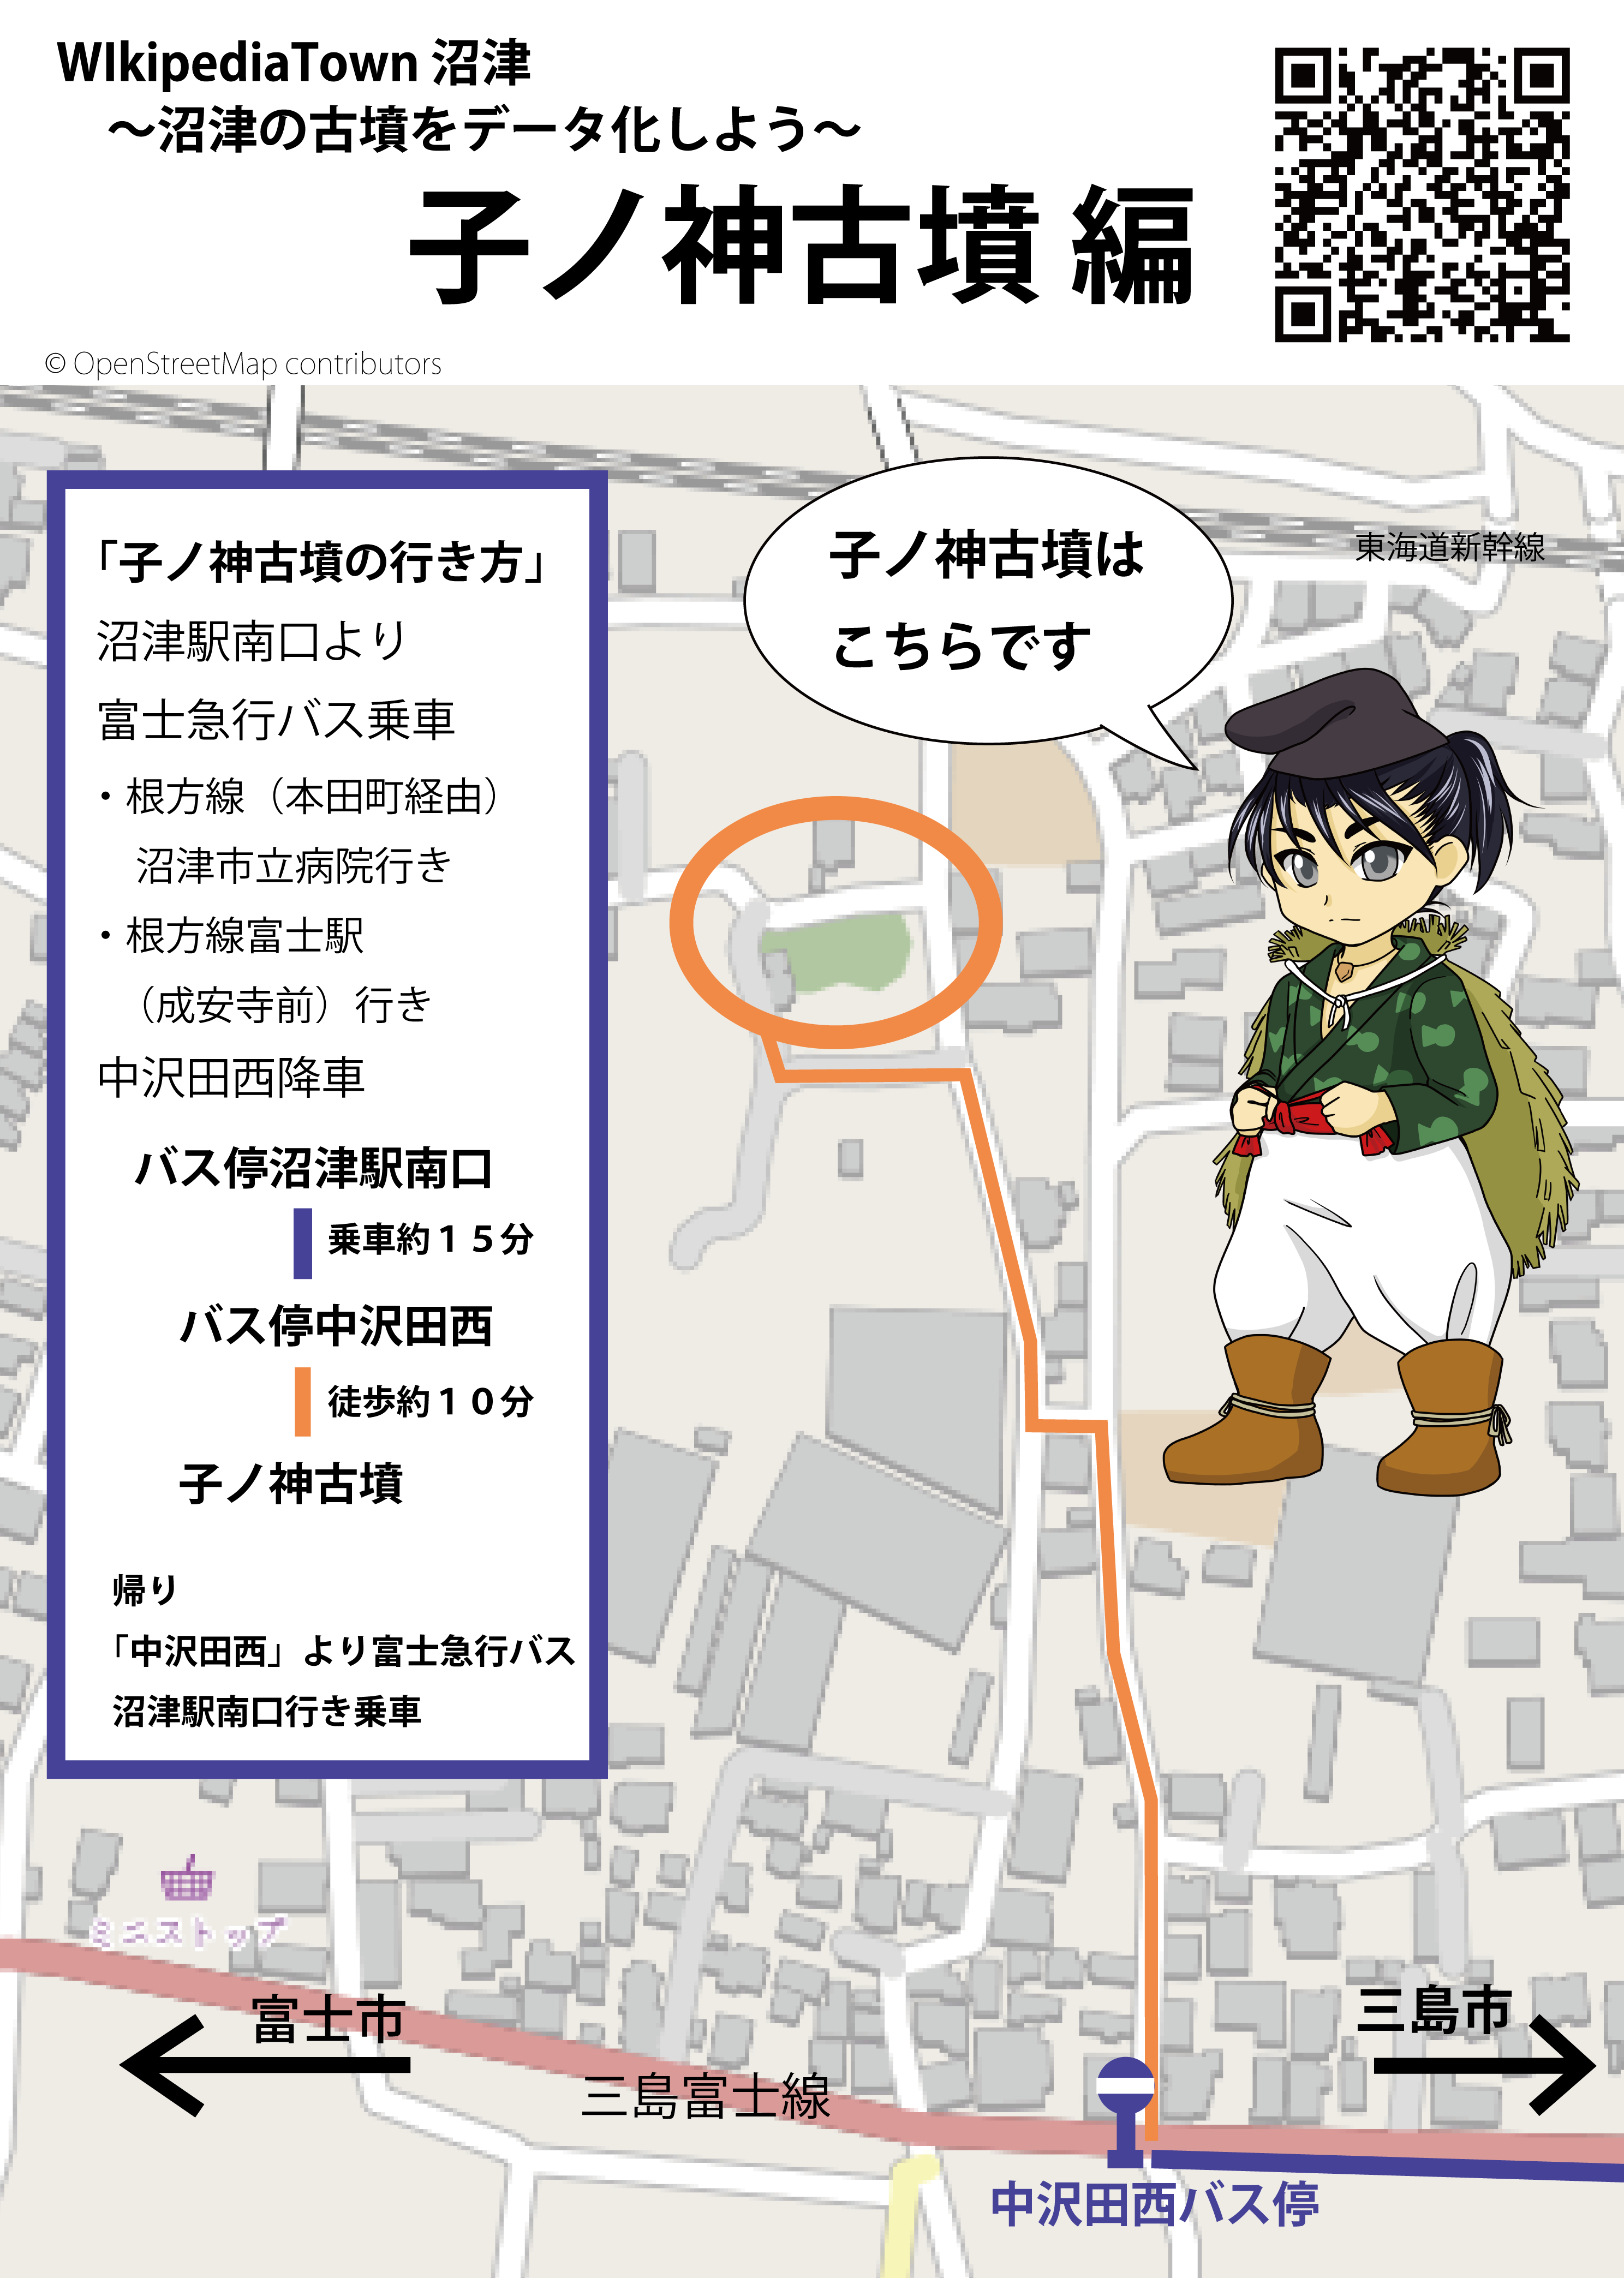 WIkipediaTown 沼津
～沼津の古墳をデータ化しよう～
子ノ神古墳 編
© OpenStreetMap contributors
「子ノ神古墳の行き方」
沼津駅南口より
富士急行バス乗車
・根方線（本田町経由）
沼津市立病院行き
・根方線富士駅
（成安寺前）行き
中沢田西降車
バス停沼津駅南口
乗車約１５分
バス停中沢田西
徒歩約１０分
子ノ神古墳
帰り
「中沢田西」より富士急行バス
沼津駅南口行き乗車
子ノ神古墳は
こちらです
東海道新幹線
ミニストップ
富士市
三島市
三島富士線
中沢田西バス停